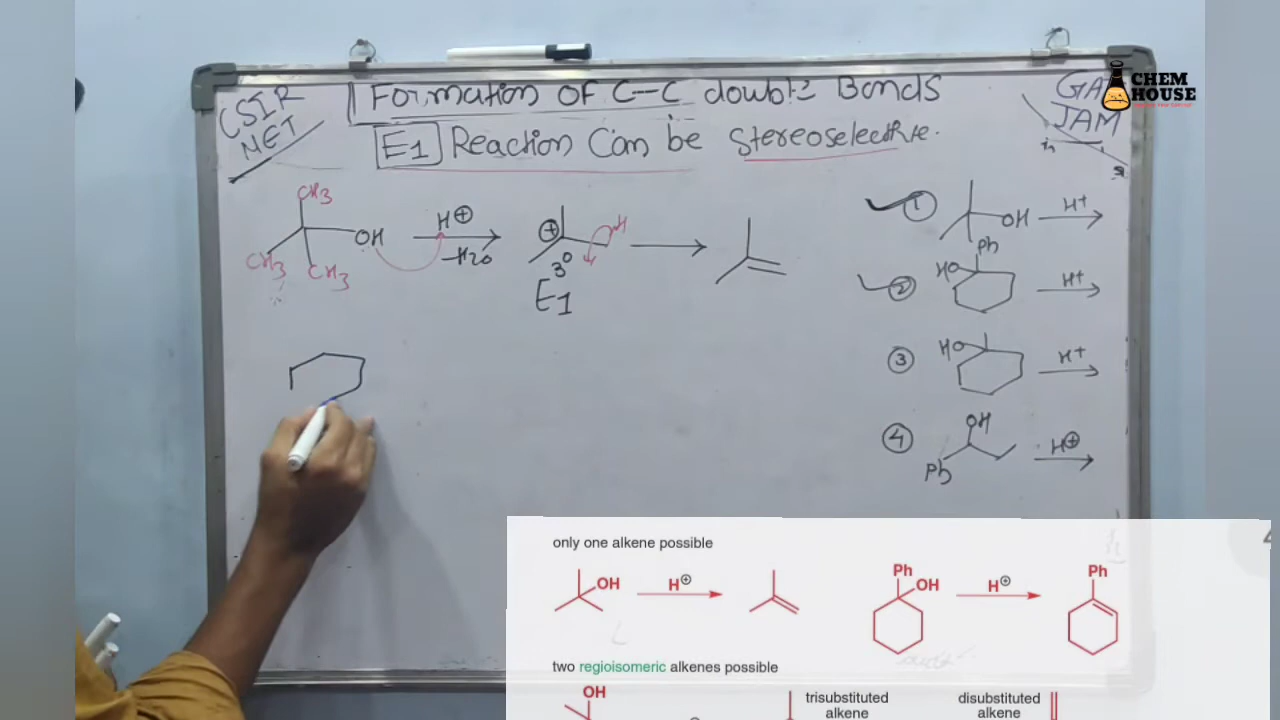 CSIR
NET
Formation OF C=C double Bonds
E1 Reaction Can be Stereoselective.
JAM
CHEM
HOUSE
CH3
CH3
CH3
OH
H⊕
-H2O
⊕
H
3°
E1
① OH H+
② HO Ph H+
③ HO H+
④ OH Ph H⊕
only one alkene possible
OH H⊕
Ph OH H⊕ Ph
two regioisomeric alkenes possible
OH
trisubstituted
alkene
disubstituted
alkene